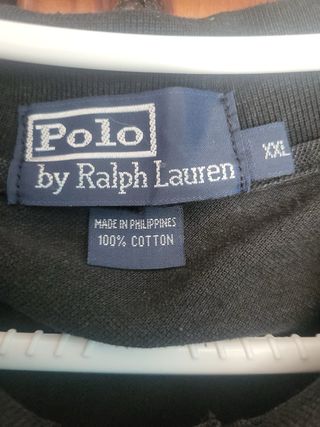 Polo
by Ralph Lauren
XXL
MADE IN PHILIPPINES
100% COTTON